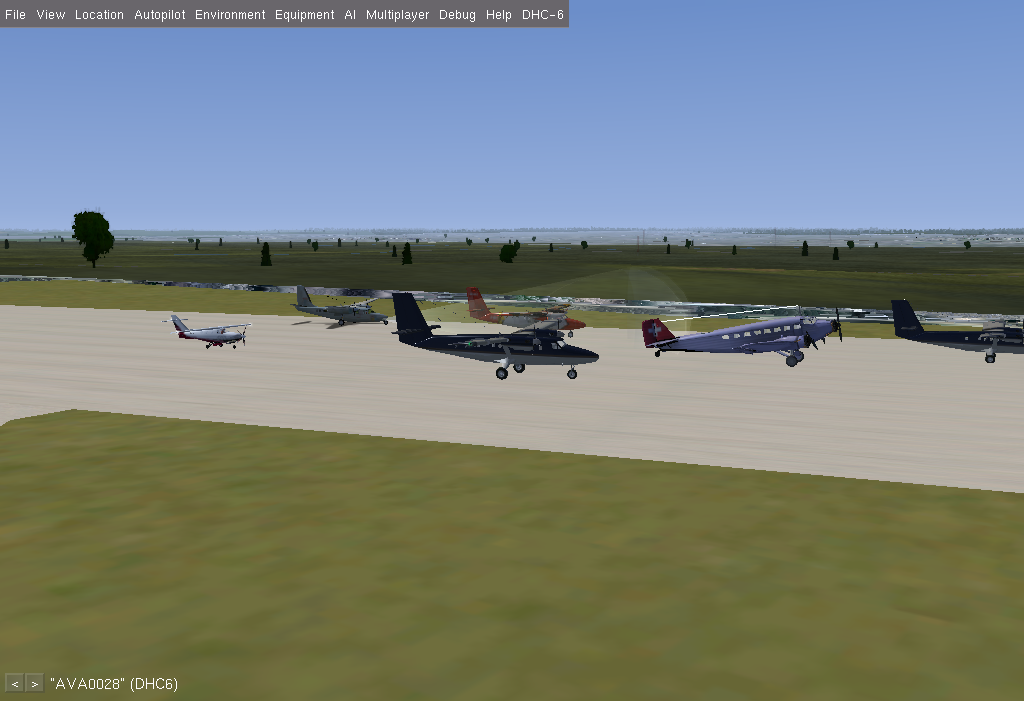 File View Location Autopilot Environment Equipment AI Multiplayer Debug Help DHC-6
< > "AVA0028" (DHC6)